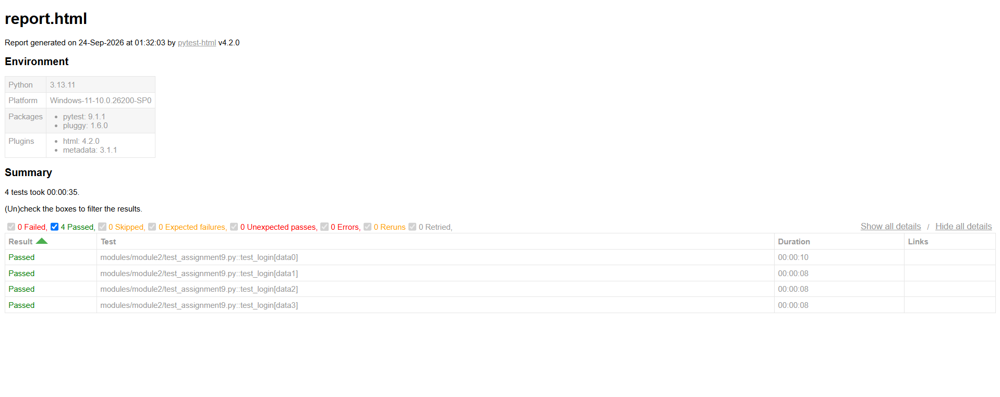 report.html
Report generated on 24-Sep-2026 at 01:32:03 by pytest-html v4.2.0
Environment
Python 3.13.11
Platform Windows-11-10.0.26200-SP0
Packages
pytest: 9.1.1
pluggy: 1.6.0
Plugins
html: 4.2.0
metadata: 3.1.1
Summary
4 tests took 00:00:35.
(Un)check the boxes to filter the results.
0 Failed, 4 Passed, 0 Skipped, 0 Expected failures, 0 Unexpected passes, 0 Errors, 0 Reruns 0 Retried, Show all details / Hide all details
Result Test Duration Links
Passed modules/module2/test_assignment9.py::test_login[data0] 00:00:10
Passed modules/module2/test_assignment9.py::test_login[data1] 00:00:08
Passed modules/module2/test_assignment9.py::test_login[data2] 00:00:08
Passed modules/module2/test_assignment9.py::test_login[data3] 00:00:08